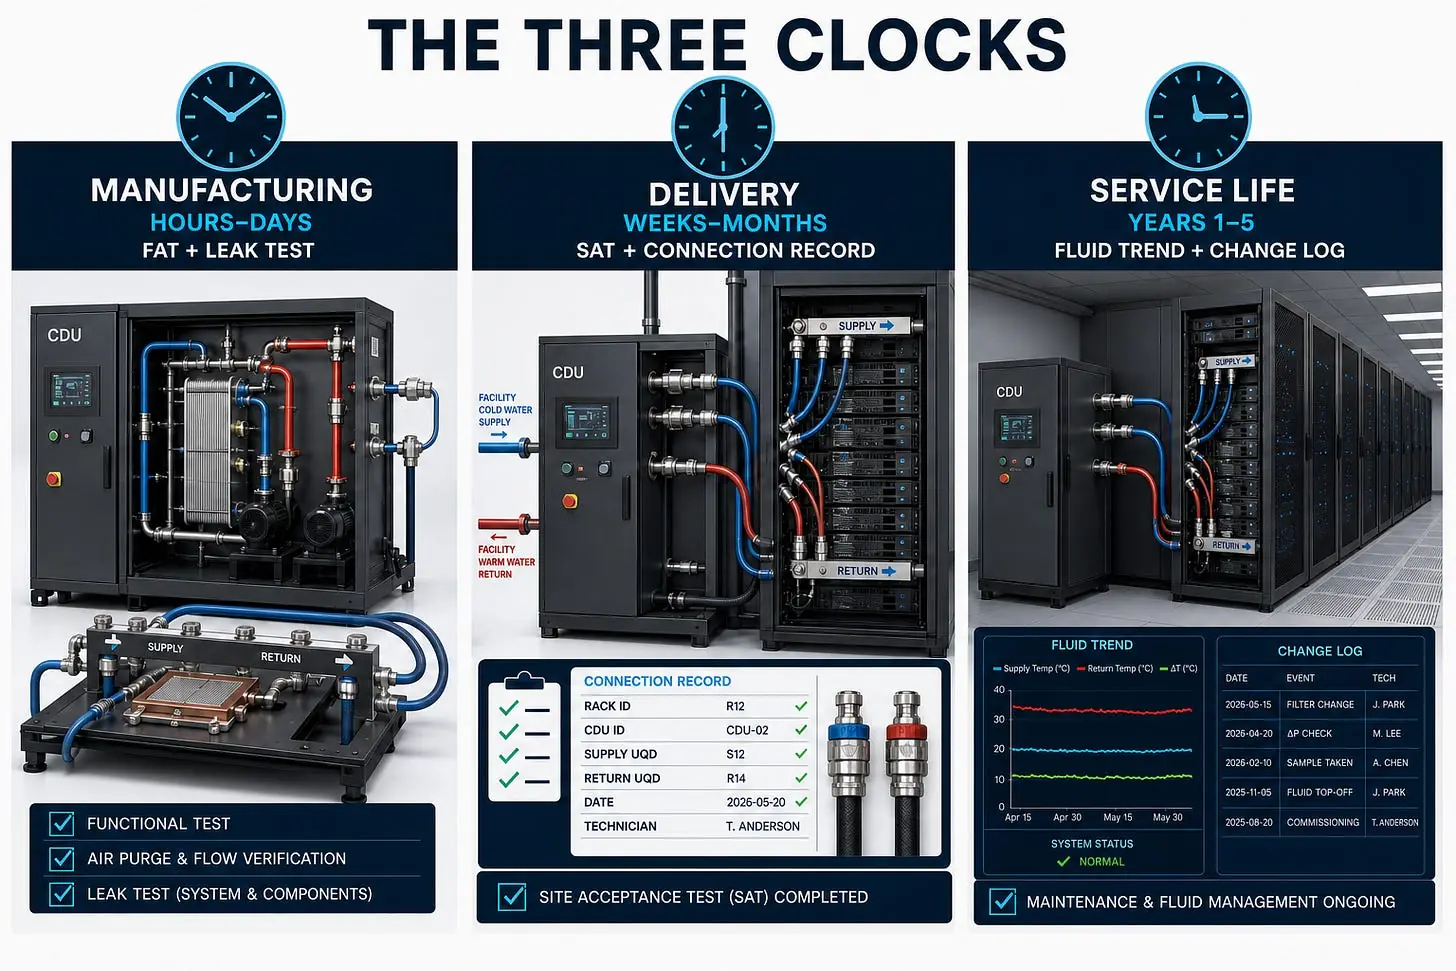 THE THREE CLOCKS
MANUFACTURING
HOURS–DAYS
FAT + LEAK TEST
CDU
SUPPLY
RETURN
FUNCTIONAL TEST
AIR PURGE & FLOW VERIFICATION
LEAK TEST (SYSTEM & COMPONENTS)
DELIVERY
WEEKS–MONTHS
SAT + CONNECTION RECORD
CDU
SUPPLY
FACILITY
COLD WATER
SUPPLY
FACILITY
WARM WATER
RETURN
RETURN
CONNECTION RECORD
RACK ID R12
CDU ID CDU-02
SUPPLY UQD S12
RETURN UQD R14
DATE 2026-05-20
TECHNICIAN T. ANDERSON
SITE ACCEPTANCE TEST (SAT) COMPLETED
SERVICE LIFE
YEARS 1–5
FLUID TREND + CHANGE LOG
CDU
SUPPLY
RETURN
FLUID TREND
Supply Temp (°C) Return Temp (°C) ΔT (°C)
40
30
20
10
0
Apr 15 Apr 30 May 15 May 30
SYSTEM STATUS
NORMAL
CHANGE LOG
DATE EVENT TECH
2026-05-15 FILTER CHANGE J. PARK
2026-04-20 ΔP CHECK M. LEE
2026-02-10 SAMPLE TAKEN A. CHEN
2025-11-05 FLUID TOP-OFF J. PARK
2025-08-20 COMMISSIONING T. ANDERSON
MAINTENANCE & FLUID MANAGEMENT ONGOING